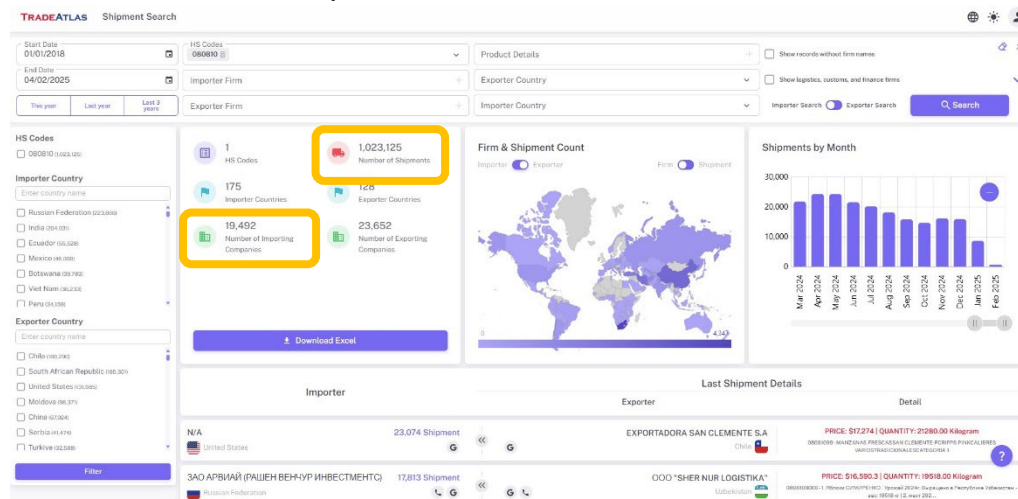 TRADEATLAS Shipment Search
Start Date
01/01/2018
HS Codes
080810
Product Details
Show records without firm names
End Date
04/02/2025
Importer Firm
Exporter Country
Show logistics, customs, and finance firms
This year
Last year
Last 3 years
Exporter Firm
Importer Country
Importer Search
Exporter Search
Search
HS Codes
080810 (1,023,125)
Importer Country
Enter country name
Russian Federation
India
Ecuador
Mexico
Botswana
Viet Nam
Peru
Exporter Country
Enter country name
Chile
South African Republic
United States
Moldova
China
Serbia
Turkiye
Filter
1
HS Codes
1,023,125
Number of Shipments
175
Importer Countries
128
Exporter Countries
19,492
Number of Importing
Companies
23,652
Number of Exporting
Companies
Download Excel
Firm & Shipment Count
Importer
Exporter
Firm
Shipment
0
4,343
Shipments by Month
30,000
20,000
10,000
0
Mar 2024
Apr 2024
May 2024
Jun 2024
Jul 2024
Aug 2024
Sep 2024
Oct 2024
Nov 2024
Dec 2024
Jan 2025
Feb 2025
Importer
Last Shipment Details
Exporter
Detail
N/A
23,074 Shipment
United States
G
G
EXPORTADORA SAN CLEMENTE S.A
Chile
PRICE: $17,274 | QUANTITY: 21280.00 Kilogram
ЗАО АРВИАЙ (РАШЕН ВЕНЧУР ИНВЕСТМЕНТС)
17,813 Shipment
Russian Federation
G
G
ООО "SHER NUR LOGISTIKA"
Uzbekistan
PRICE: $16,590.3 | QUANTITY: 19518.00 Kilogram
?